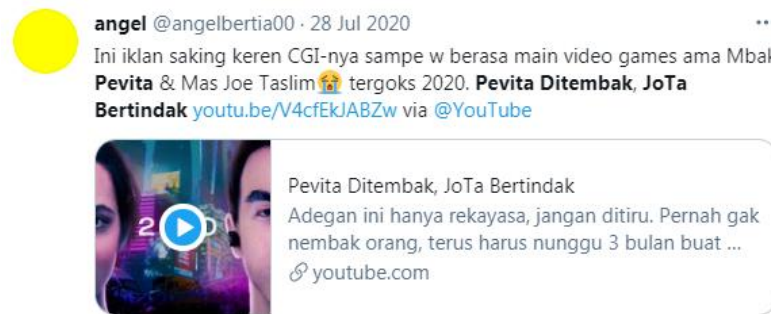 angel @angelbertia00 · 28 Jul 2020
Ini iklan saking keren CGI-nya sampe w berasa main video games ama Mbak
Pevita & Mas Joe Taslim😭 tergoks 2020. Pevita Ditembak, JoTa
Bertindak youtu.be/V4cfEkJABZw via @YouTube
Pevita Ditembak, JoTa Bertindak
Adegan ini hanya rekayasa, jangan ditiru. Pernah gak
nembak orang, terus harus nunggu 3 bulan buat ...
youtube.com